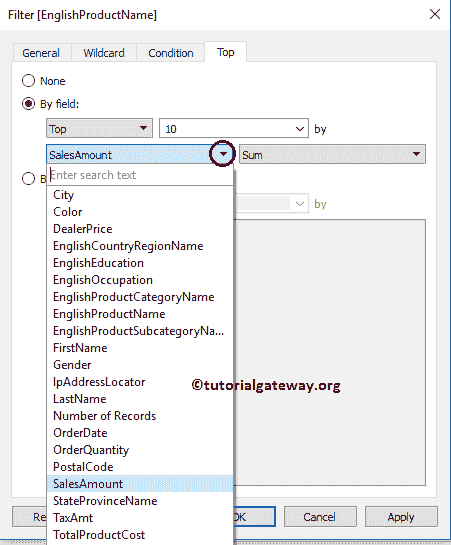 Filter [EnglishProductName]
General Wildcard Condition Top
None
By field:
Top 10 by
SalesAmount Sum
Enter search text
by
City
Color
DealerPrice
EnglishCountryRegionName
EnglishEducation
EnglishOccupation
EnglishProductCategoryName
EnglishProductName
EnglishProductSubcategoryNa...
FirstName
Gender
IpAddressLocator
©tutorialgateway.org
LastName
Number of Records
OrderDate
OrderQuantity
PostalCode
SalesAmount
StateProvinceName
TaxAmt
TotalProductCost
Cancel Apply